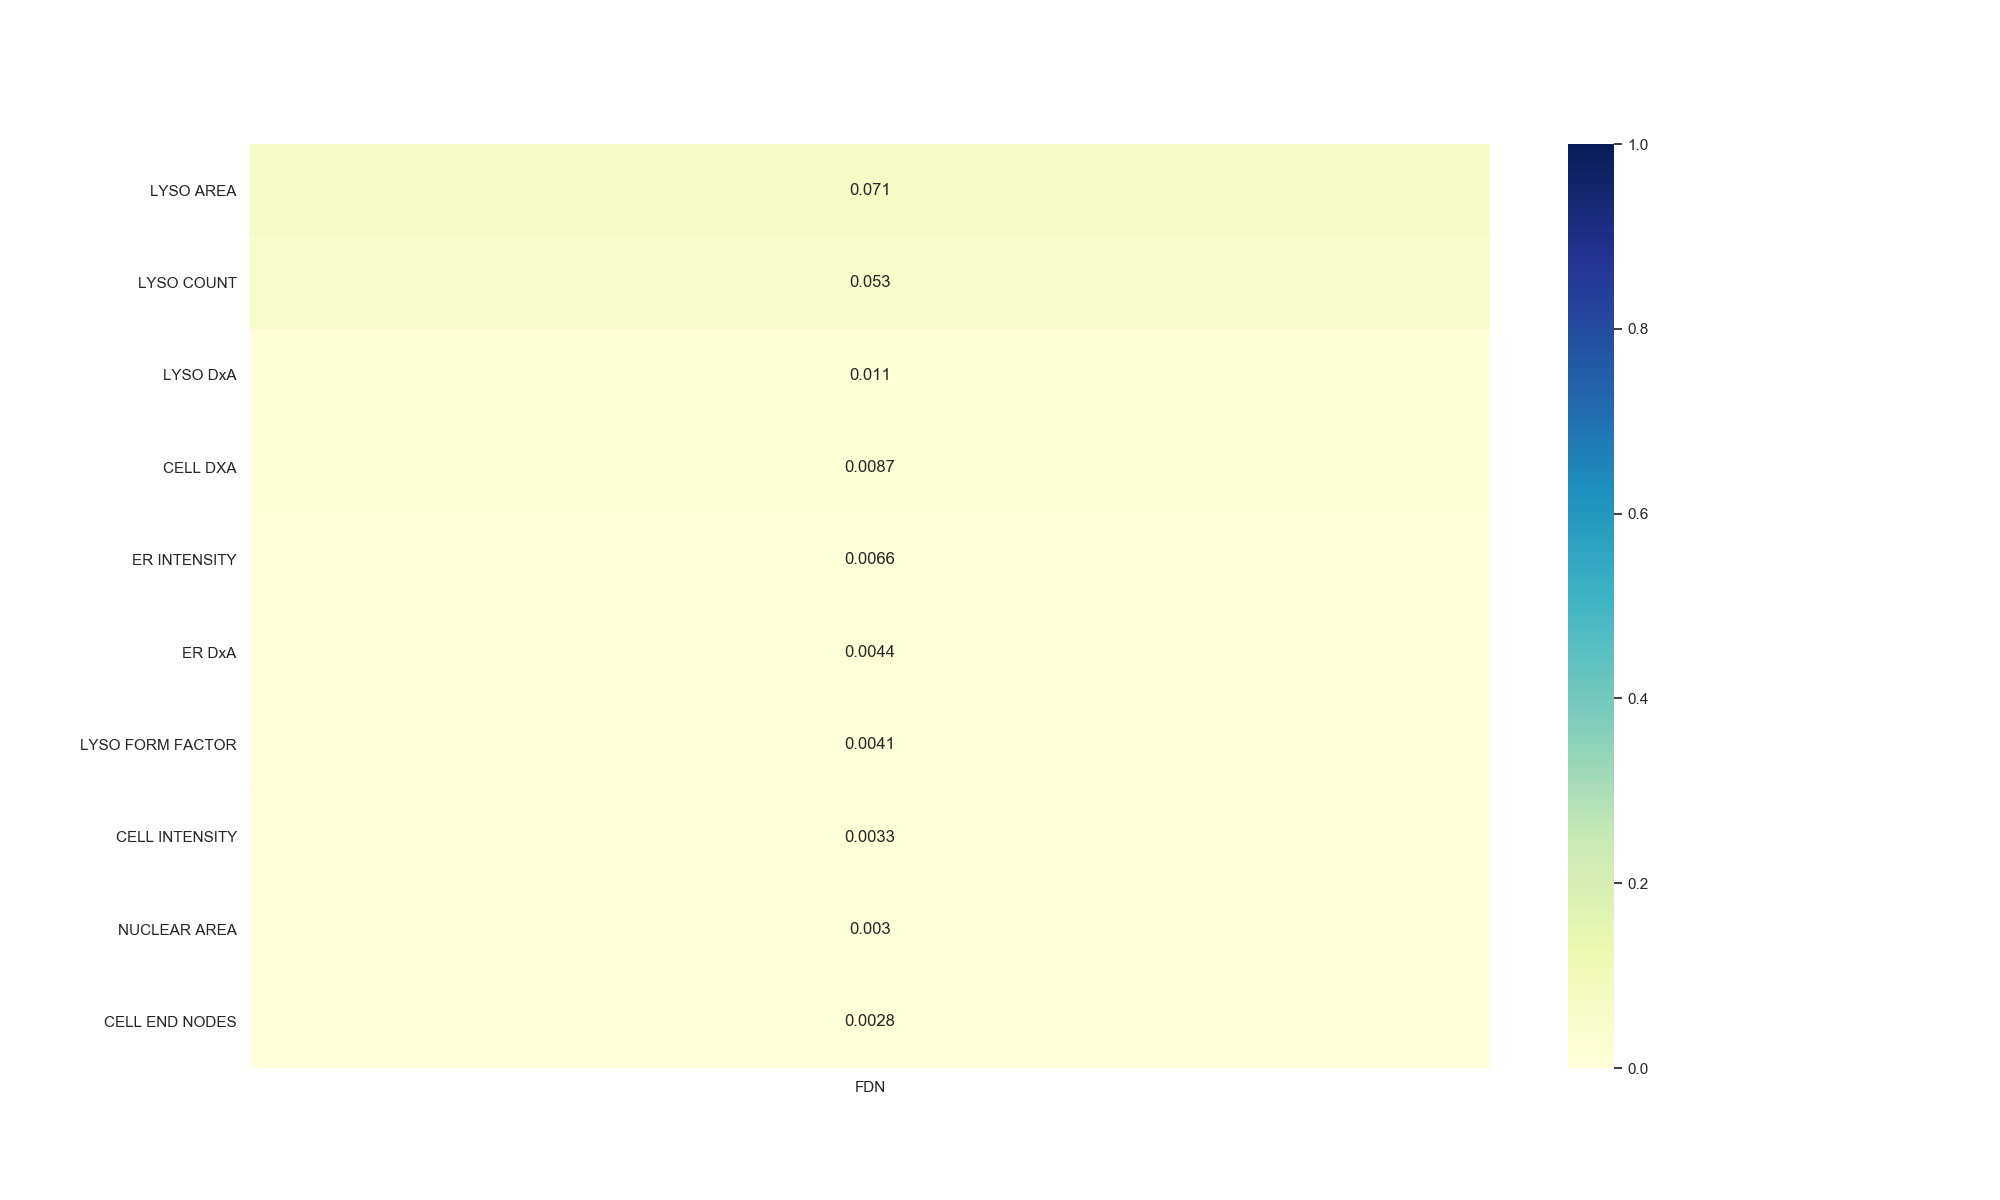 LYSO AREA 0.071
LYSO COUNT 0.053
LYSO DxA 0.011
CELL DXA 0.0087
ER INTENSITY 0.0066
ER DxA 0.0044
LYSO FORM FACTOR 0.0041
CELL INTENSITY 0.0033
NUCLEAR AREA 0.003
CELL END NODES 0.0028
FDN
1.0
0.8
0.6
0.4
0.2
0.0